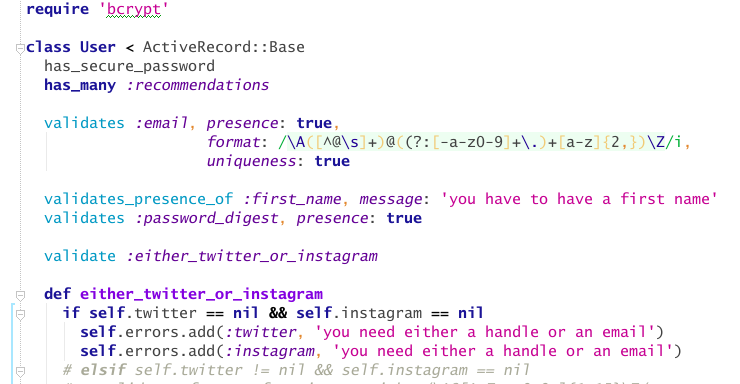 require 'bcrypt'
class User < ActiveRecord::Base
has_secure_password
has_many :recommendations
validates :email, presence: true,
format: /\A([^@\s]+)@((?:[-a-z0-9]+\.)+[a-z]{2,})\Z/i,
uniqueness: true
validates_presence_of :first_name, message: 'you have to have a first name'
validates :password_digest, presence: true
validate :either_twitter_or_instagram
def either_twitter_or_instagram
if self.twitter == nil && self.instagram == nil
self.errors.add(:twitter, 'you need either a handle or an email')
self.errors.add(:instagram, 'you need either a handle or an email')
# elsif self.twitter != nil && self.instagram == nil